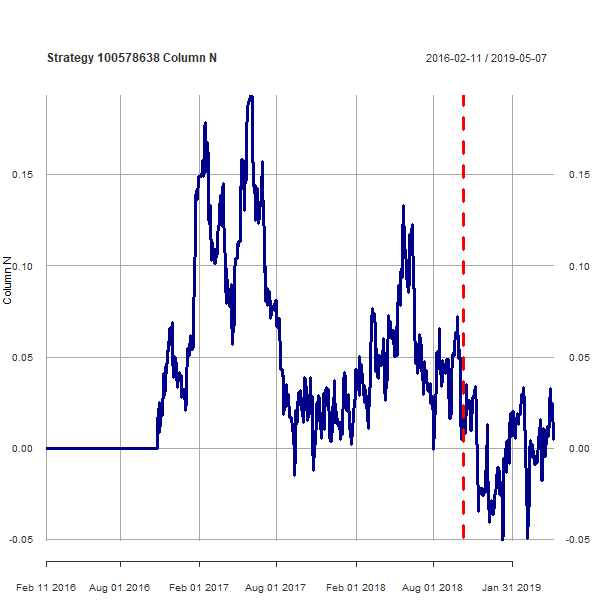 Strategy 100578638 Column N
2016-02-11 / 2019-05-07
0.15
0.15
0.10
0.10
Column N
0.05
0.05
0.00
0.00
-0.05
-0.05
Feb 11 2016
Aug 01 2016
Feb 01 2017
Aug 01 2017
Feb 01 2018
Aug 01 2018
Jan 31 2019